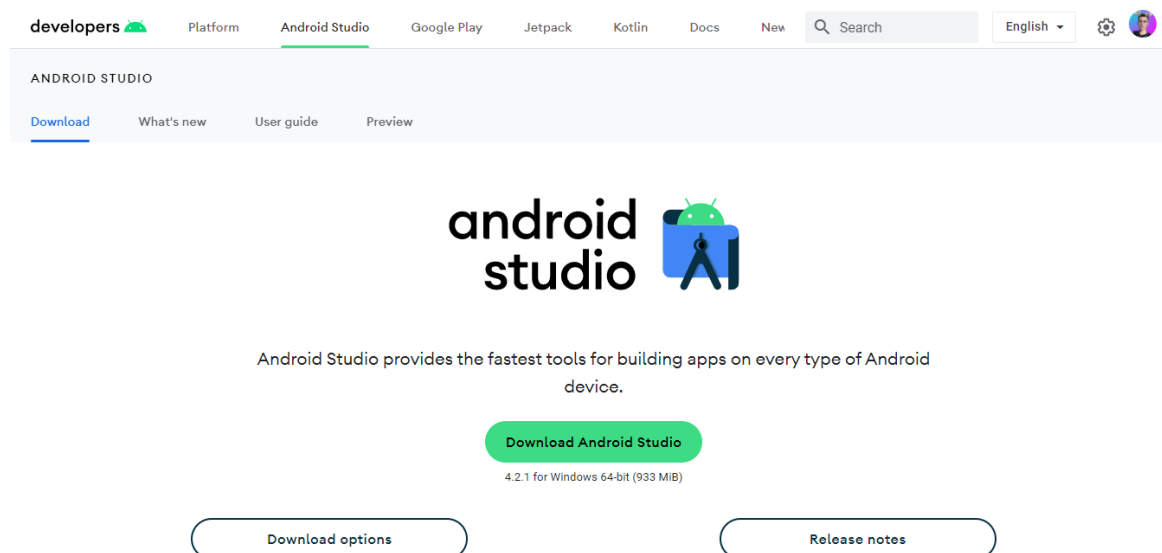 developers Platform Android Studio Google Play Jetpack Kotlin Docs New Search English
ANDROID STUDIO
Download What's new User guide Preview
android
studio
Android Studio provides the fastest tools for building apps on every type of Android
device.
Download Android Studio
4.2.1 for Windows 64-bit (933 MiB)
Download options Release notes